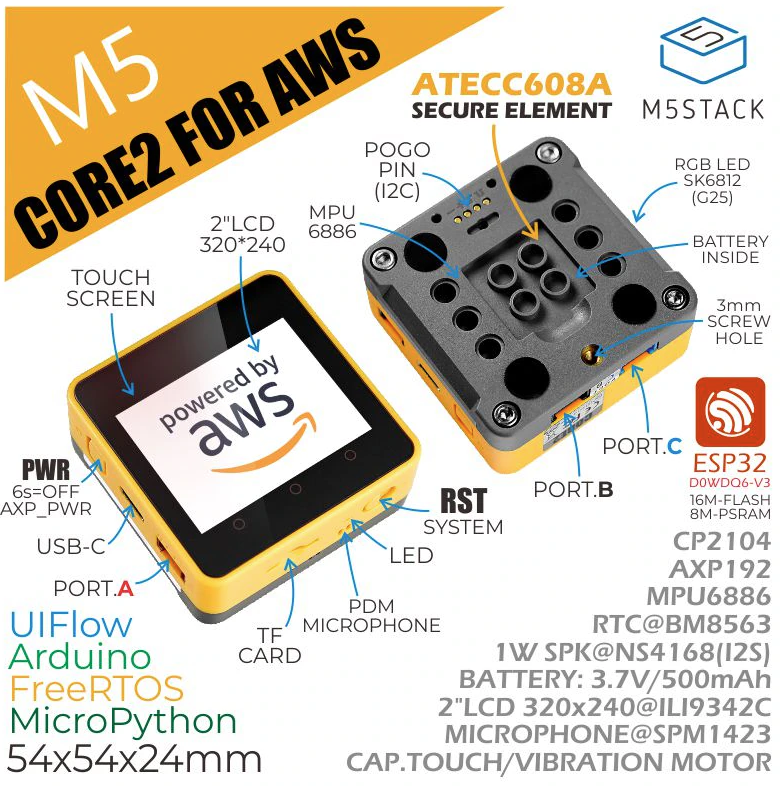 M5
CORE2 FOR AWS
ATECC608A
SECURE ELEMENT
5
M5STACK
POGO
PIN
(I2C)
RGB LED
SK6812
(G25)
MPU
6886
2"LCD
320*240
BATTERY
INSIDE
TOUCH
SCREEN
3mm
SCREW
HOLE
powered by
aws
PORT.C
PORT.B
ESP32
D0WDQ6-V3
16M-FLASH
8M-PSRAM
PWR
6s=OFF
AXP_PWR
RST
SYSTEM
USB-C
LED
PORT.A
PDM
MICROPHONE
TF
CARD
UIFlow
Arduino
FreeRTOS
MicroPython
54x54x24mm
CP2104
AXP192
MPU6886
RTC@BM8563
1W SPK@NS4168(I2S)
BATTERY: 3.7V/500mAh
2"LCD 320x240@ILI9342C
MICROPHONE@SPM1423
CAP.TOUCH/VIBRATION MOTOR